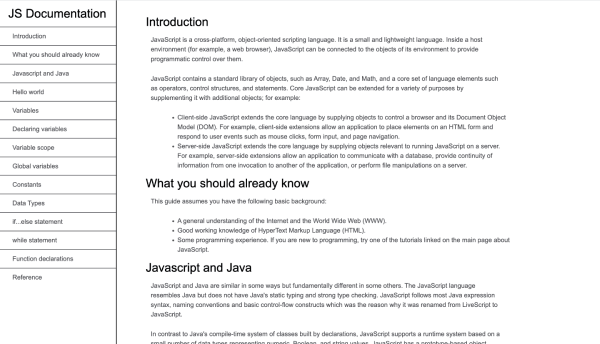 JS Documentation
Introduction
What you should already know
Javascript and Java
Hello world
Variables
Declaring variables
Variable scope
Global variables
Constants
Data Types
if...else statement
while statement
Function declarations
Reference
Introduction
JavaScript is a cross-platform, object-oriented scripting language. It is a small and lightweight language. Inside a host
environment (for example, a web browser), JavaScript can be connected to the objects of its environment to provide
programmatic control over them.
JavaScript contains a standard library of objects, such as Array, Date, and Math, and a core set of language elements such
as operators, control structures, and statements. Core JavaScript can be extended for a variety of purposes by
supplementing it with additional objects; for example:
• Client-side JavaScript extends the core language by supplying objects to control a browser and its Document Object
Model (DOM). For example, client-side extensions allow an application to place elements on an HTML form and
respond to user events such as mouse clicks, form input, and page navigation.
• Server-side JavaScript extends the core language by supplying objects relevant to running JavaScript on a server.
For example, server-side extensions allow an application to communicate with a database, provide continuity of
information from one invocation to another of the application, or perform file manipulations on a server.
What you should already know
This guide assumes you have the following basic background:
• A general understanding of the Internet and the World Wide Web (WWW).
• Good working knowledge of HyperText Markup Language (HTML).
• Some programming experience. If you are new to programming, try one of the tutorials linked on the main page about
JavaScript.
Javascript and Java
JavaScript and Java are similar in some ways but fundamentally different in some others. The JavaScript language
resembles Java but does not have Java's static typing and strong type checking. JavaScript follows most Java expression
syntax, naming conventions and basic control-flow constructs which was the reason why it was renamed from LiveScript to
JavaScript.
In contrast to Java's compile-time system of classes built by declarations, JavaScript supports a runtime system based on a
small number of data types representing numeric, Boolean, and string values. JavaScript has a prototype-based object